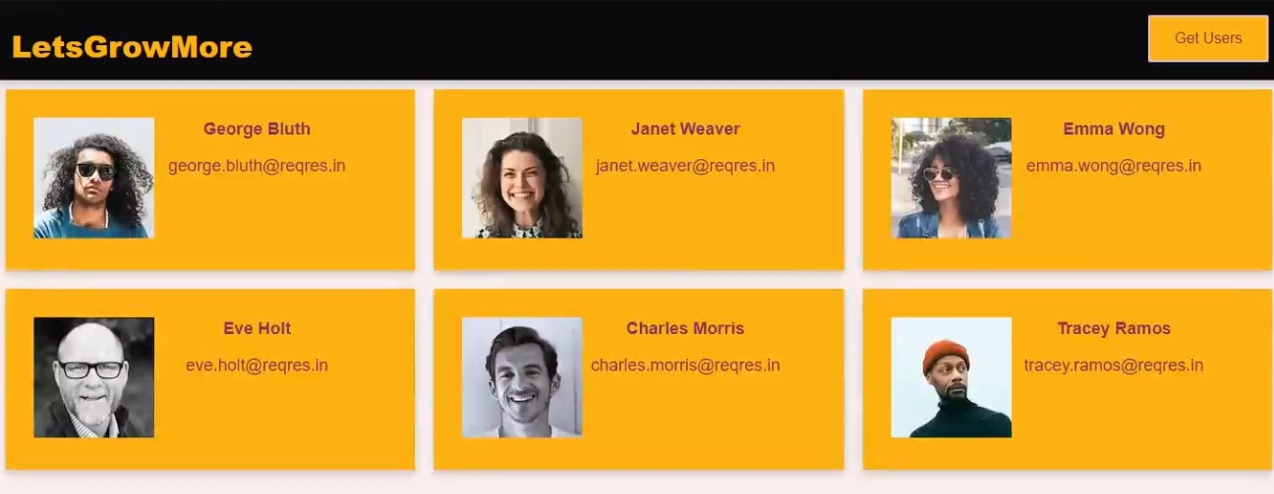 LetsGrowMore
Get Users
George Bluth
george.bluth@reqres.in
Janet Weaver
janet.weaver@reqres.in
Emma Wong
emma.wong@reqres.in
Eve Holt
eve.holt@reqres.in
Charles Morris
charles.morris@reqres.in
Tracey Ramos
tracey.ramos@reqres.in